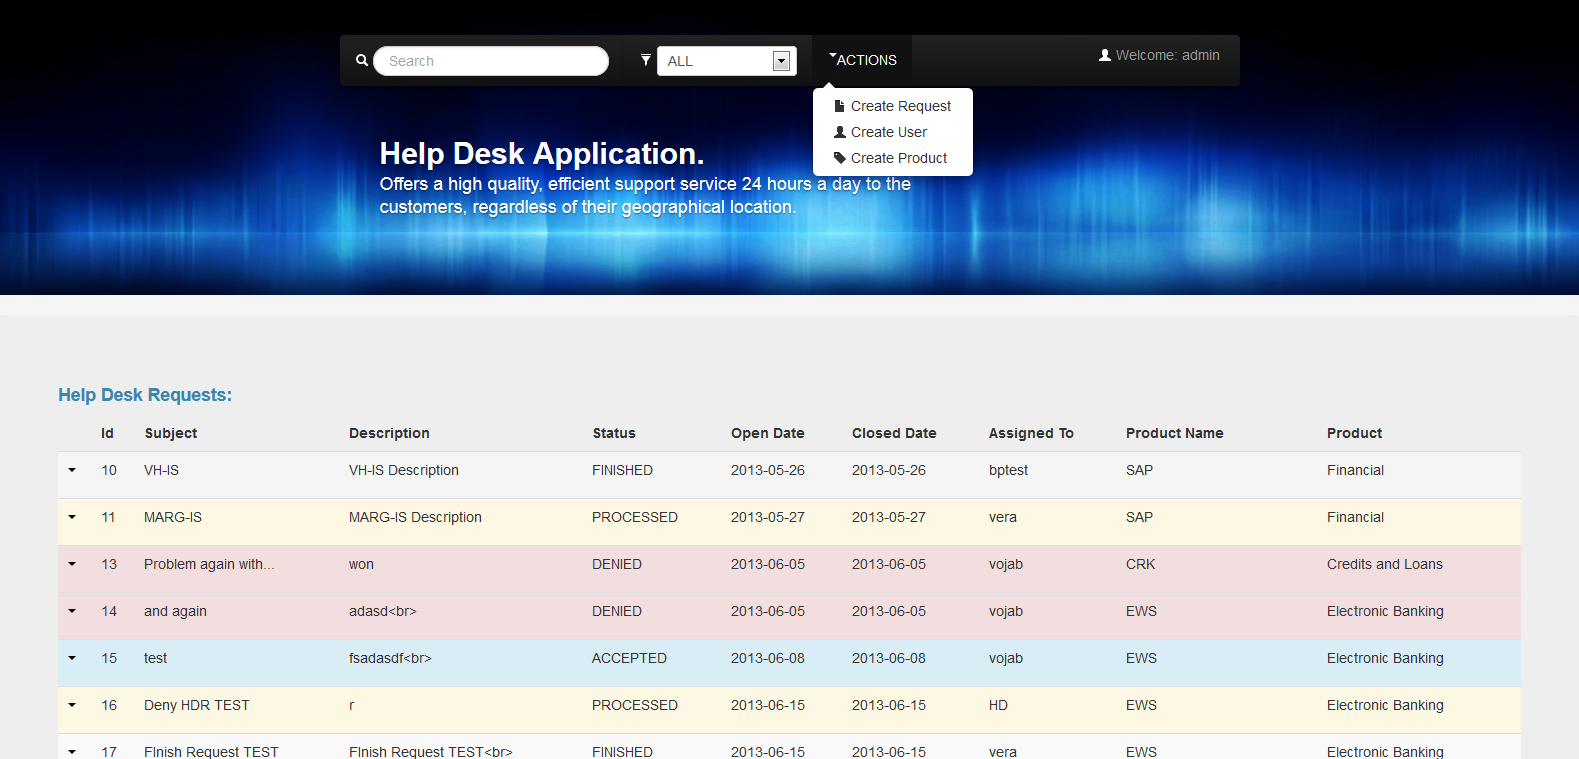 Search
ALL
ACTIONS
Welcome: admin
Create Request
Create User
Create Product
Help Desk Application.
Offers a high quality, efficient support service 24 hours a day to the
customers, regardless of their geographical location.
Help Desk Requests:
Id Subject Description Status Open Date Closed Date Assigned To Product Name Product
10 VH-IS VH-IS Description FINISHED 2013-05-26 2013-05-26 bptest SAP Financial
11 MARG-IS MARG-IS Description PROCESSED 2013-05-27 2013-05-27 vera SAP Financial
13 Problem again with... won DENIED 2013-06-05 2013-06-05 vojab CRK Credits and Loans
14 and again adasd<br> DENIED 2013-06-05 2013-06-05 vojab EWS Electronic Banking
15 test fsadasdf<br> ACCEPTED 2013-06-08 2013-06-08 vojab EWS Electronic Banking
16 Deny HDR TEST r PROCESSED 2013-06-15 2013-06-15 HD EWS Electronic Banking
17 FInish Request TEST FInish Request TEST<br> FINISHED 2013-06-15 2013-06-15 vera EWS Electronic Banking